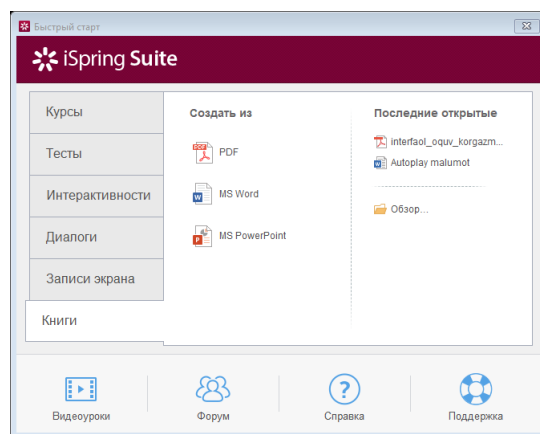 Быстрый старт
iSpring Suite
Курсы
Тесты
Интерактивности
Диалоги
Записи экрана
Книги
Создать из
PDF
MS Word
MS PowerPoint
Последние открытые
interfaol_oquv_korgazm...
Autoplay malumot
Обзор...
Видеоуроки
Форум
Справка
Поддержка